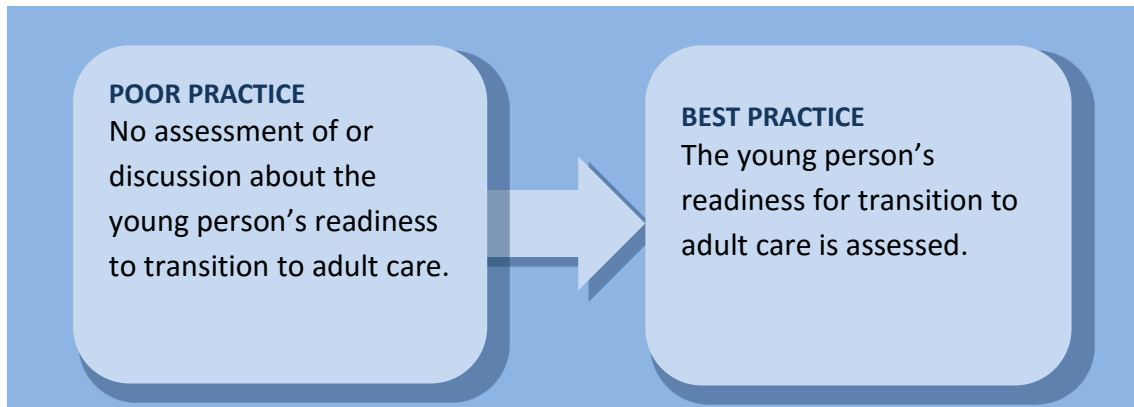 POOR PRACTICE
No assessment of or
discussion about the
young person’s readiness
to transition to adult care.
BEST PRACTICE
The young person’s
readiness for transition to
adult care is assessed.